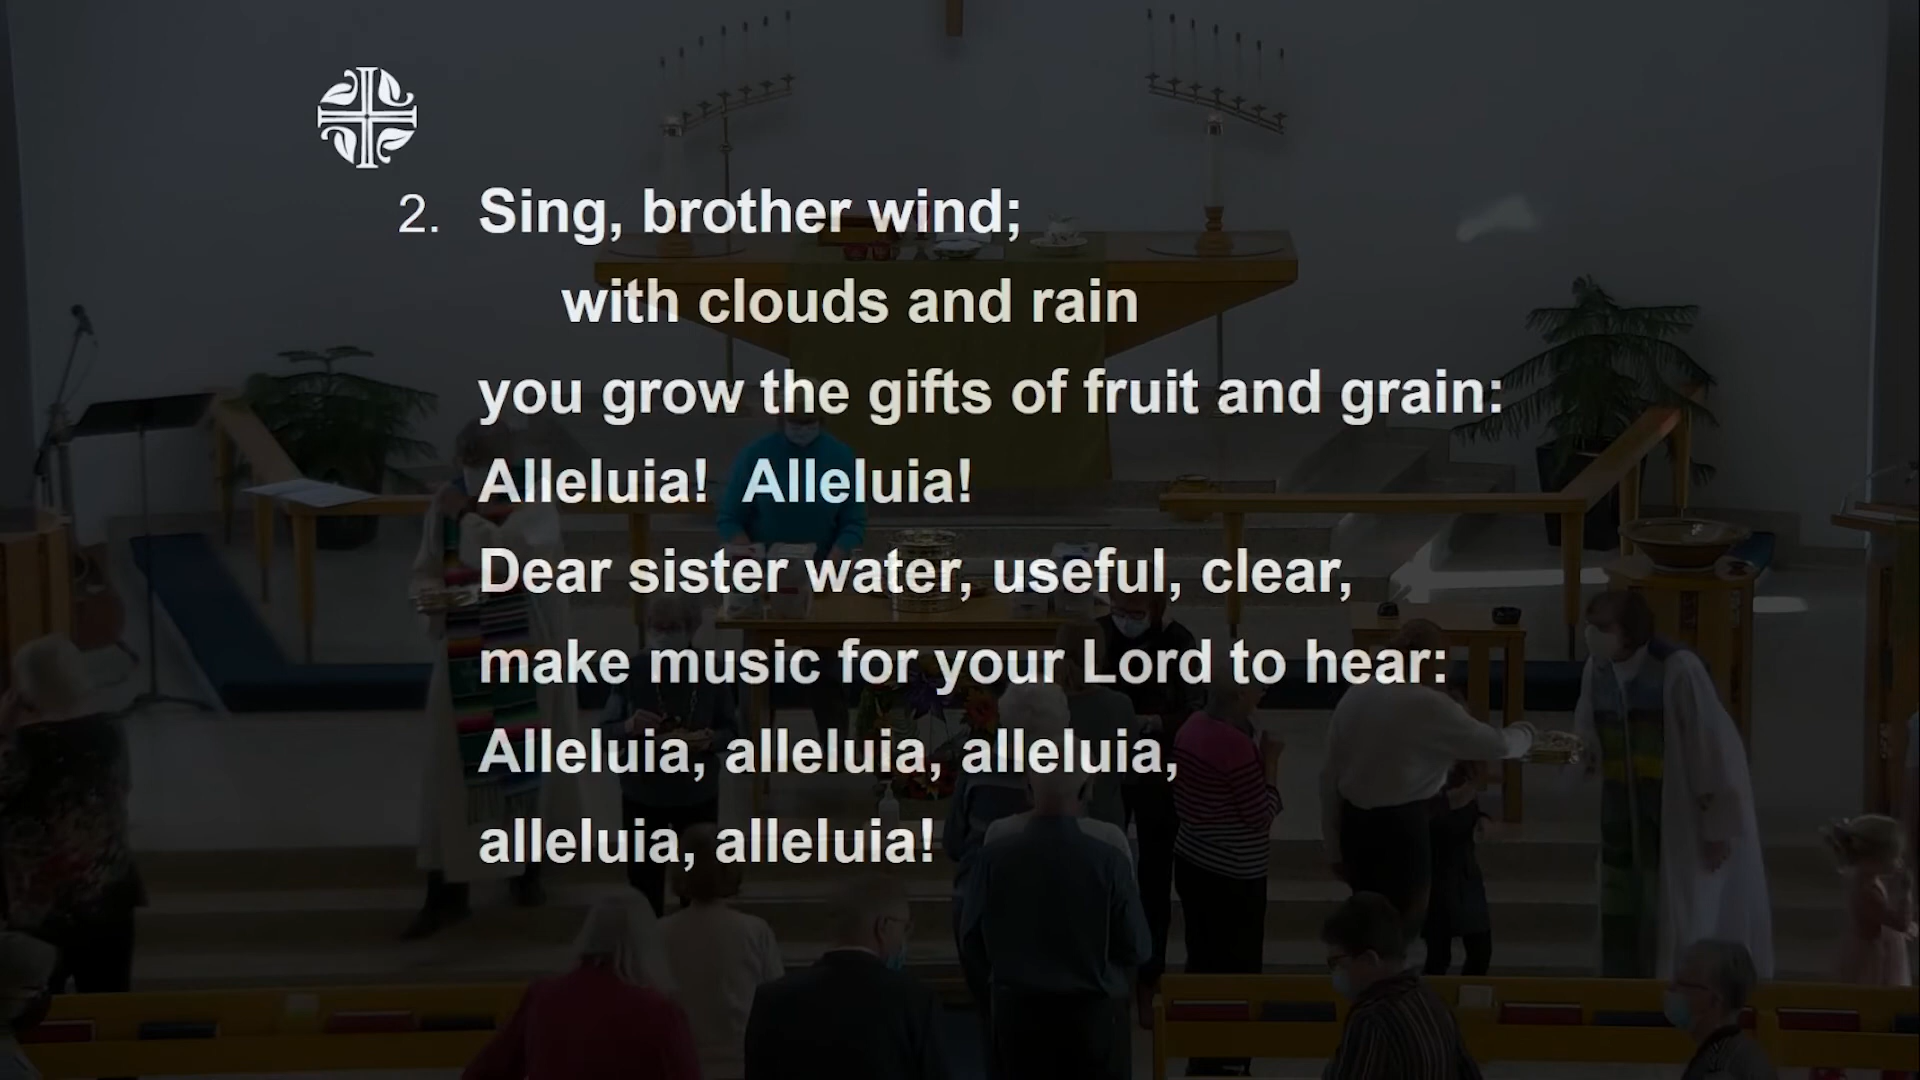 2. Sing, brother wind;
with clouds and rain
you grow the gifts of fruit and grain:
Alleluia! Alleluia!
Dear sister water, useful, clear,
make music for your Lord to hear:
Alleluia, alleluia, alleluia,
alleluia, alleluia!